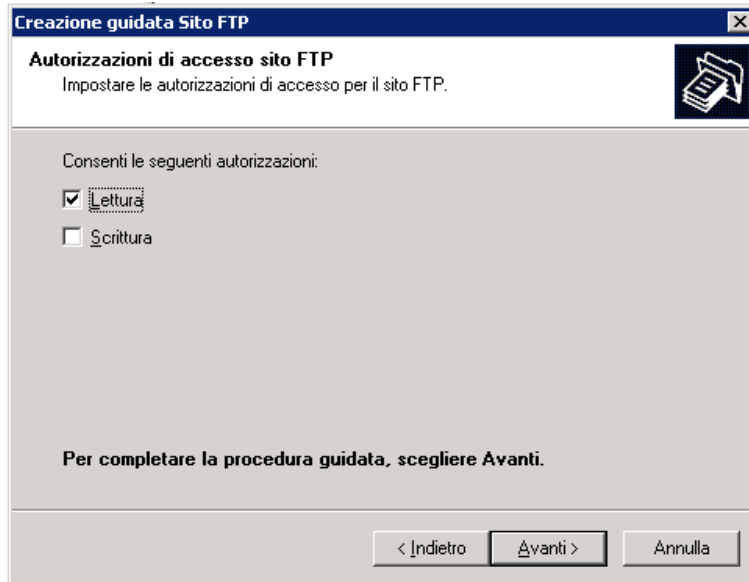 Creazione guidata Sito FTP
Autorizzazioni di accesso sito FTP
Impostare le autorizzazioni di accesso per il sito FTP.
Consenti le seguenti autorizzazioni:
Lettura
Scrittura
Per completare la procedura guidata, scegliere Avanti.
< Indietro Avanti > Annulla